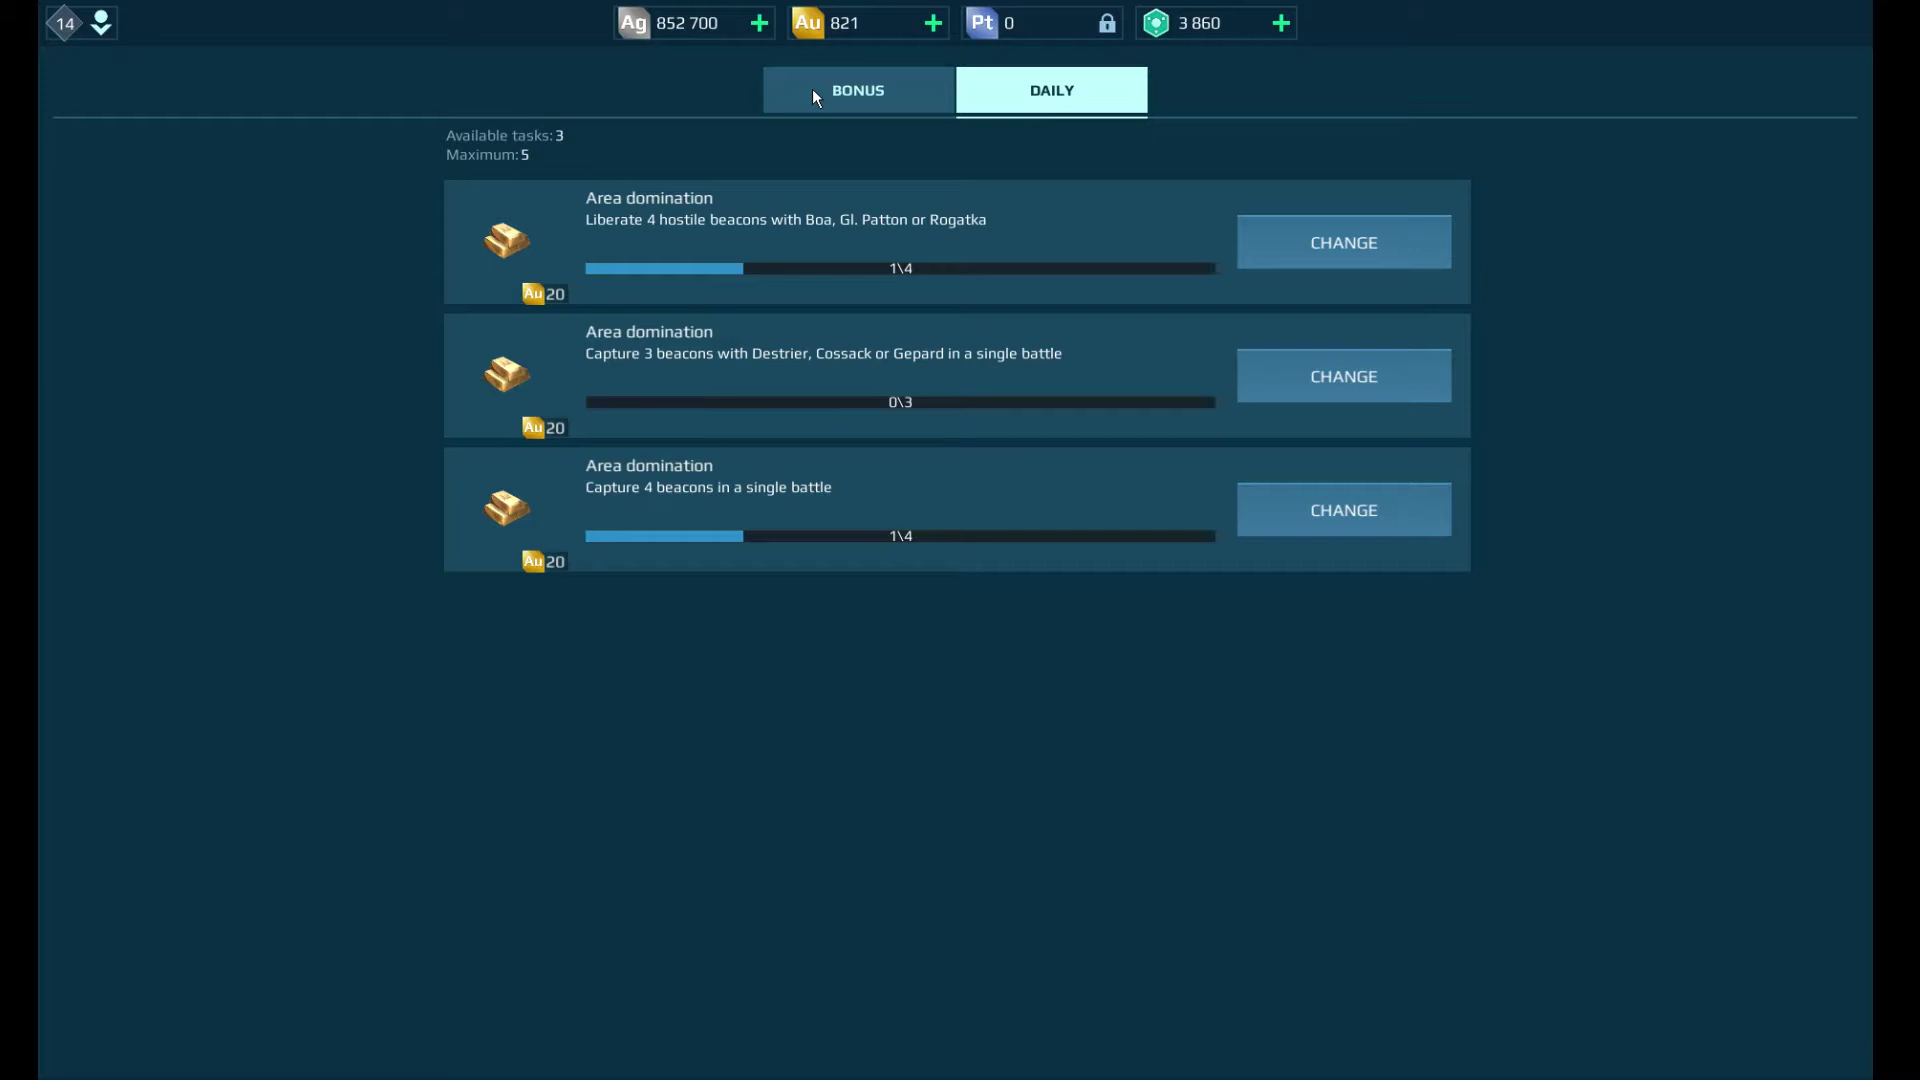 14
Ag 852 700 +
Au 821 +
Pt 0
3 860 +
BONUS
DAILY
Available tasks: 3
Maximum: 5
Area domination
Liberate 4 hostile beacons with Boa, Gl. Patton or Rogatka
1\4
CHANGE
Au 20
Area domination
Capture 3 beacons with Destrier, Cossack or Gepard in a single battle
0\3
CHANGE
Au 20
Area domination
Capture 4 beacons in a single battle
1\4
CHANGE
Au 20